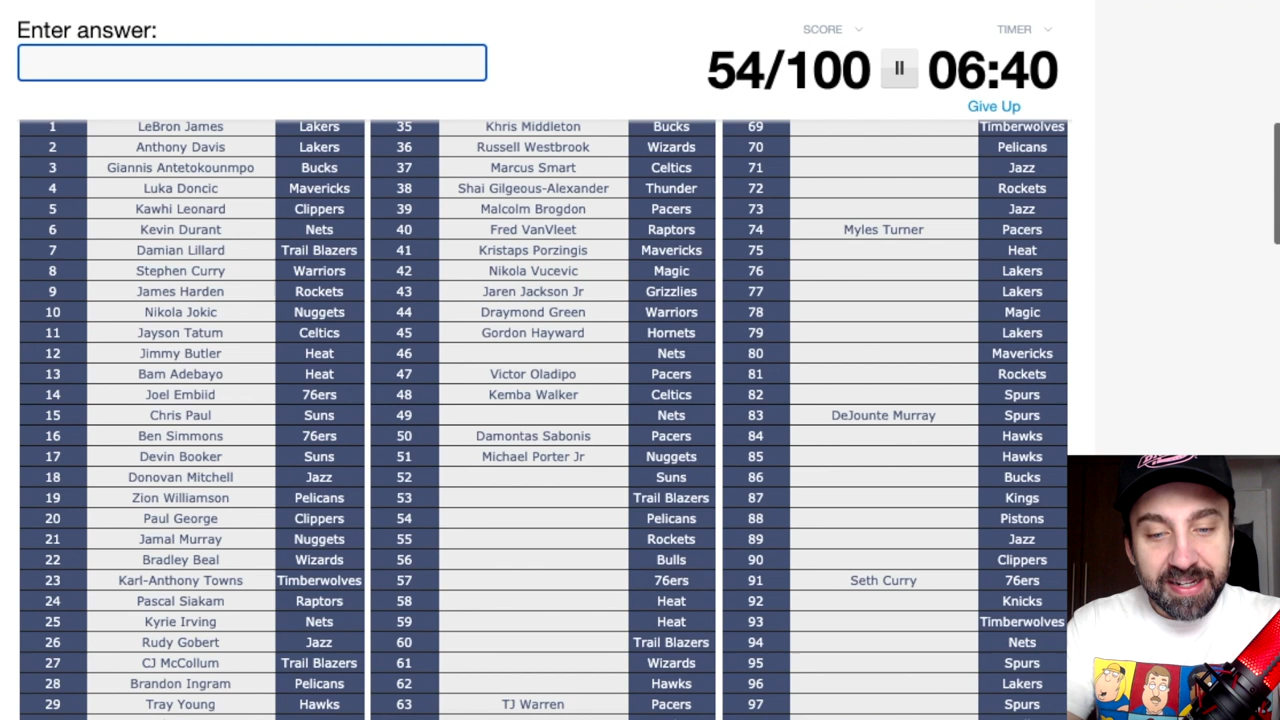 Enter answer:
SCORE
TIMER
54/100
06:40
Give Up
1 LeBron James Lakers 35 Khris Middleton Bucks 69 Timberwolves
2 Anthony Davis Lakers 36 Russell Westbrook Wizards 70 Pelicans
3 Giannis Antetokounmpo Bucks 37 Marcus Smart Celtics 71 Jazz
4 Luka Doncic Mavericks 38 Shai Gilgeous-Alexander Thunder 72 Rockets
5 Kawhi Leonard Clippers 39 Malcolm Brogdon Pacers 73 Jazz
6 Kevin Durant Nets 40 Fred VanVleet Raptors 74 Myles Turner Pacers
7 Damian Lillard Trail Blazers 41 Kristaps Porzingis Mavericks 75 Heat
8 Stephen Curry Warriors 42 Nikola Vucevic Magic 76 Lakers
9 James Harden Rockets 43 Jaren Jackson Jr Grizzlies 77 Lakers
10 Nikola Jokic Nuggets 44 Draymond Green Warriors 78 Magic
11 Jayson Tatum Celtics 45 Gordon Hayward Hornets 79 Lakers
12 Jimmy Butler Heat 46 Nets 80 Mavericks
13 Bam Adebayo Heat 47 Victor Oladipo Pacers 81 Rockets
14 Joel Embiid 76ers 48 Kemba Walker Celtics 82 Spurs
15 Chris Paul Suns 49 Nets 83 DeJounte Murray Spurs
16 Ben Simmons 76ers 50 Damontas Sabonis Pacers 84 Hawks
17 Devin Booker Suns 51 Michael Porter Jr Nuggets 85 Hawks
18 Donovan Mitchell Jazz 52 Suns 86 Bucks
19 Zion Williamson Pelicans 53 Trail Blazers 87 Kings
20 Paul George Clippers 54 Pelicans 88 Pistons
21 Jamal Murray Nuggets 55 Rockets 89 Jazz
22 Bradley Beal Wizards 56 Bulls 90 Clippers
23 Karl-Anthony Towns Timberwolves 57 76ers 91 Seth Curry 76ers
24 Pascal Siakam Raptors 58 Heat 92 Knicks
25 Kyrie Irving Nets 59 Heat 93 Timberwolves
26 Rudy Gobert Jazz 60 Trail Blazers 94 Nets
27 CJ McCollum Trail Blazers 61 Wizards 95 Spurs
28 Brandon Ingram Pelicans 62 Hawks 96 Lakers
29 Tray Young Hawks 63 TJ Warren Pacers 97 Spurs